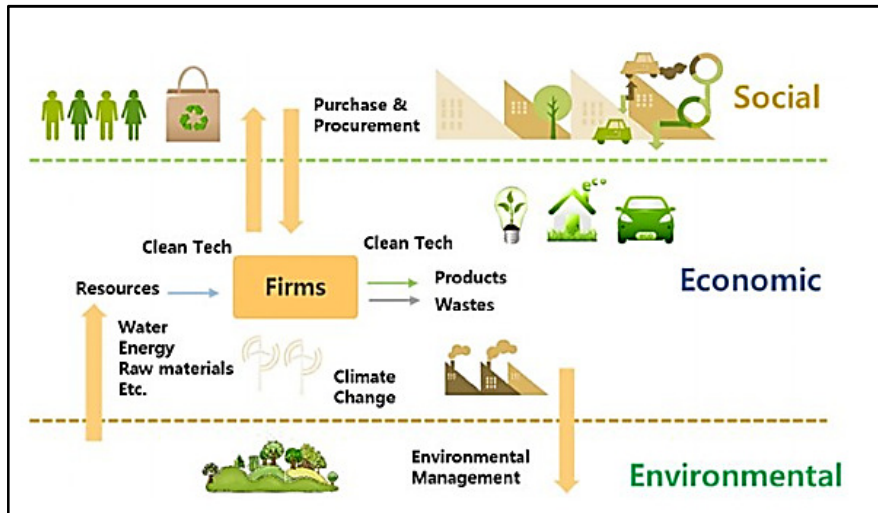 Purchase &
Procurement
Social
eco
Clean Tech
Clean Tech
Resources
Firms
Products
Wastes
Economic
Water
Energy
Raw materials
Etc.
Climate
Change
Environmental
Management
Environmental